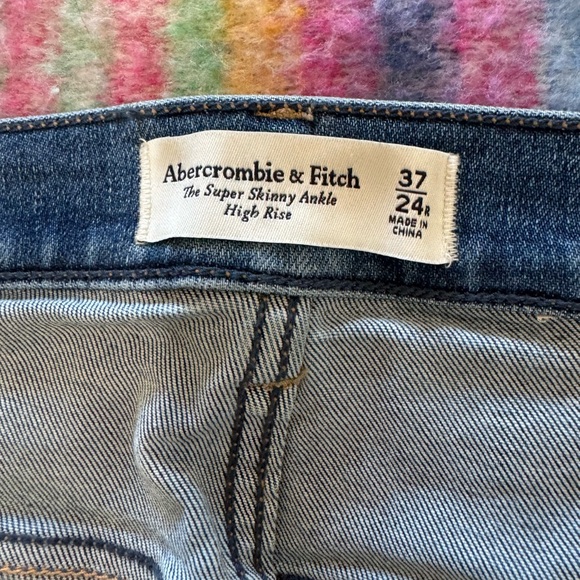 Abercrombie & Fitch
The Super Skinny Ankle
High Rise
37
24R
MADE IN
CHINA